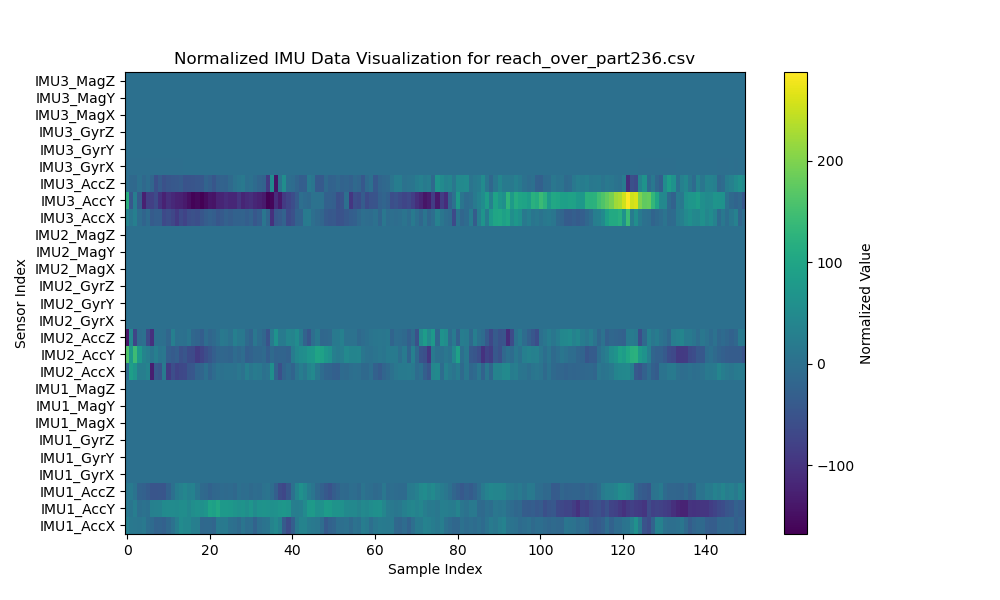 Normalized IMU Data Visualization for reach_over_part236.csv
IMU3_MagZ
IMU3_MagY
IMU3_MagX
IMU3_GyrZ
IMU3_GyrY
IMU3_GyrX
IMU3_AccZ
IMU3_AccY
IMU3_AccX
IMU2_MagZ
IMU2_MagY
IMU2_MagX
IMU2_GyrZ
IMU2_GyrY
IMU2_GyrX
IMU2_AccZ
IMU2_AccY
IMU2_AccX
IMU1_MagZ
IMU1_MagY
IMU1_MagX
IMU1_GyrZ
IMU1_GyrY
IMU1_GyrX
IMU1_AccZ
IMU1_AccY
IMU1_AccX
Sensor Index
0 20 40 60 80 100 120 140
Sample Index
200
100
0
−100
Normalized Value